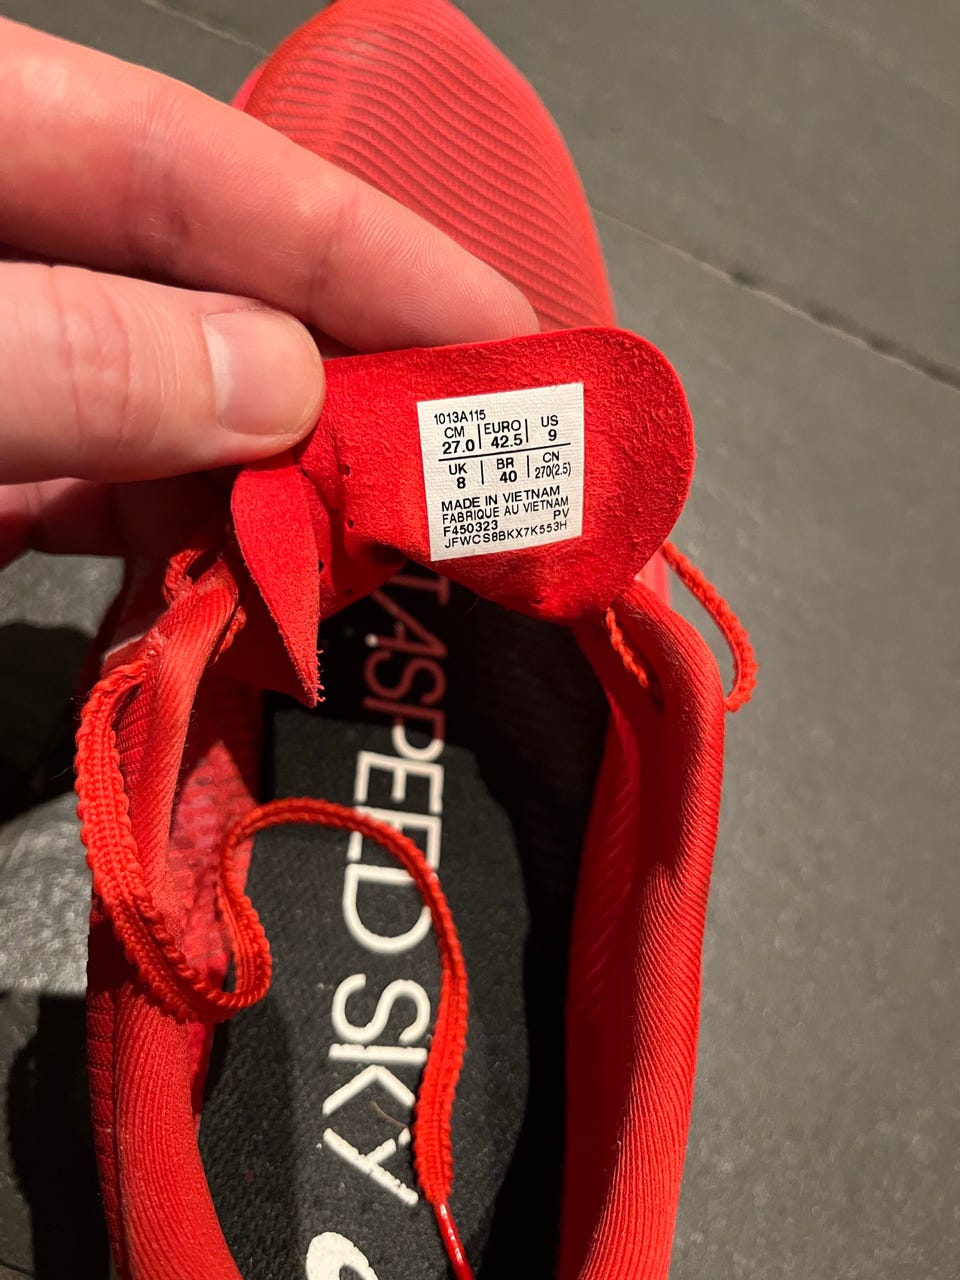 1013A115
CM 27.0 | EURO 42.5 | US 9
UK 8 | BR 40 | CN 270(2.5)
MADE IN VIETNAM
FABRIQUE AU VIETNAM
F450323 PV
JFWCS8BKX7K553H
TASPEED SKY